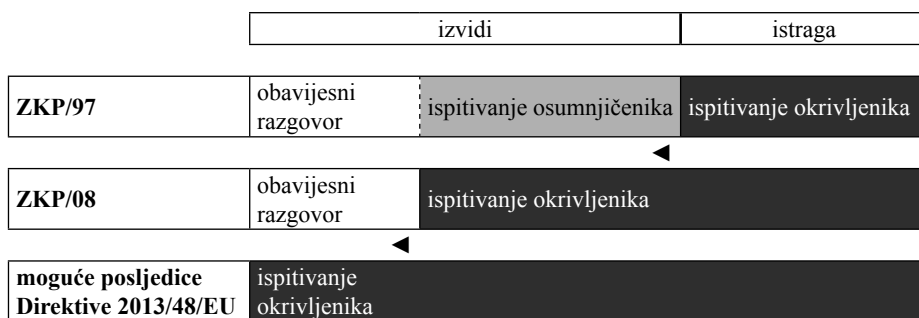 izvidi istraga
ZKP/97 obavijesni razgovor ispitivanje osumnjičenika ispitivanje okrivljenika
ZKP/08 obavijesni razgovor ispitivanje okrivljenika
moguće posljedice Direktive 2013/48/EU ispitivanje okrivljenika